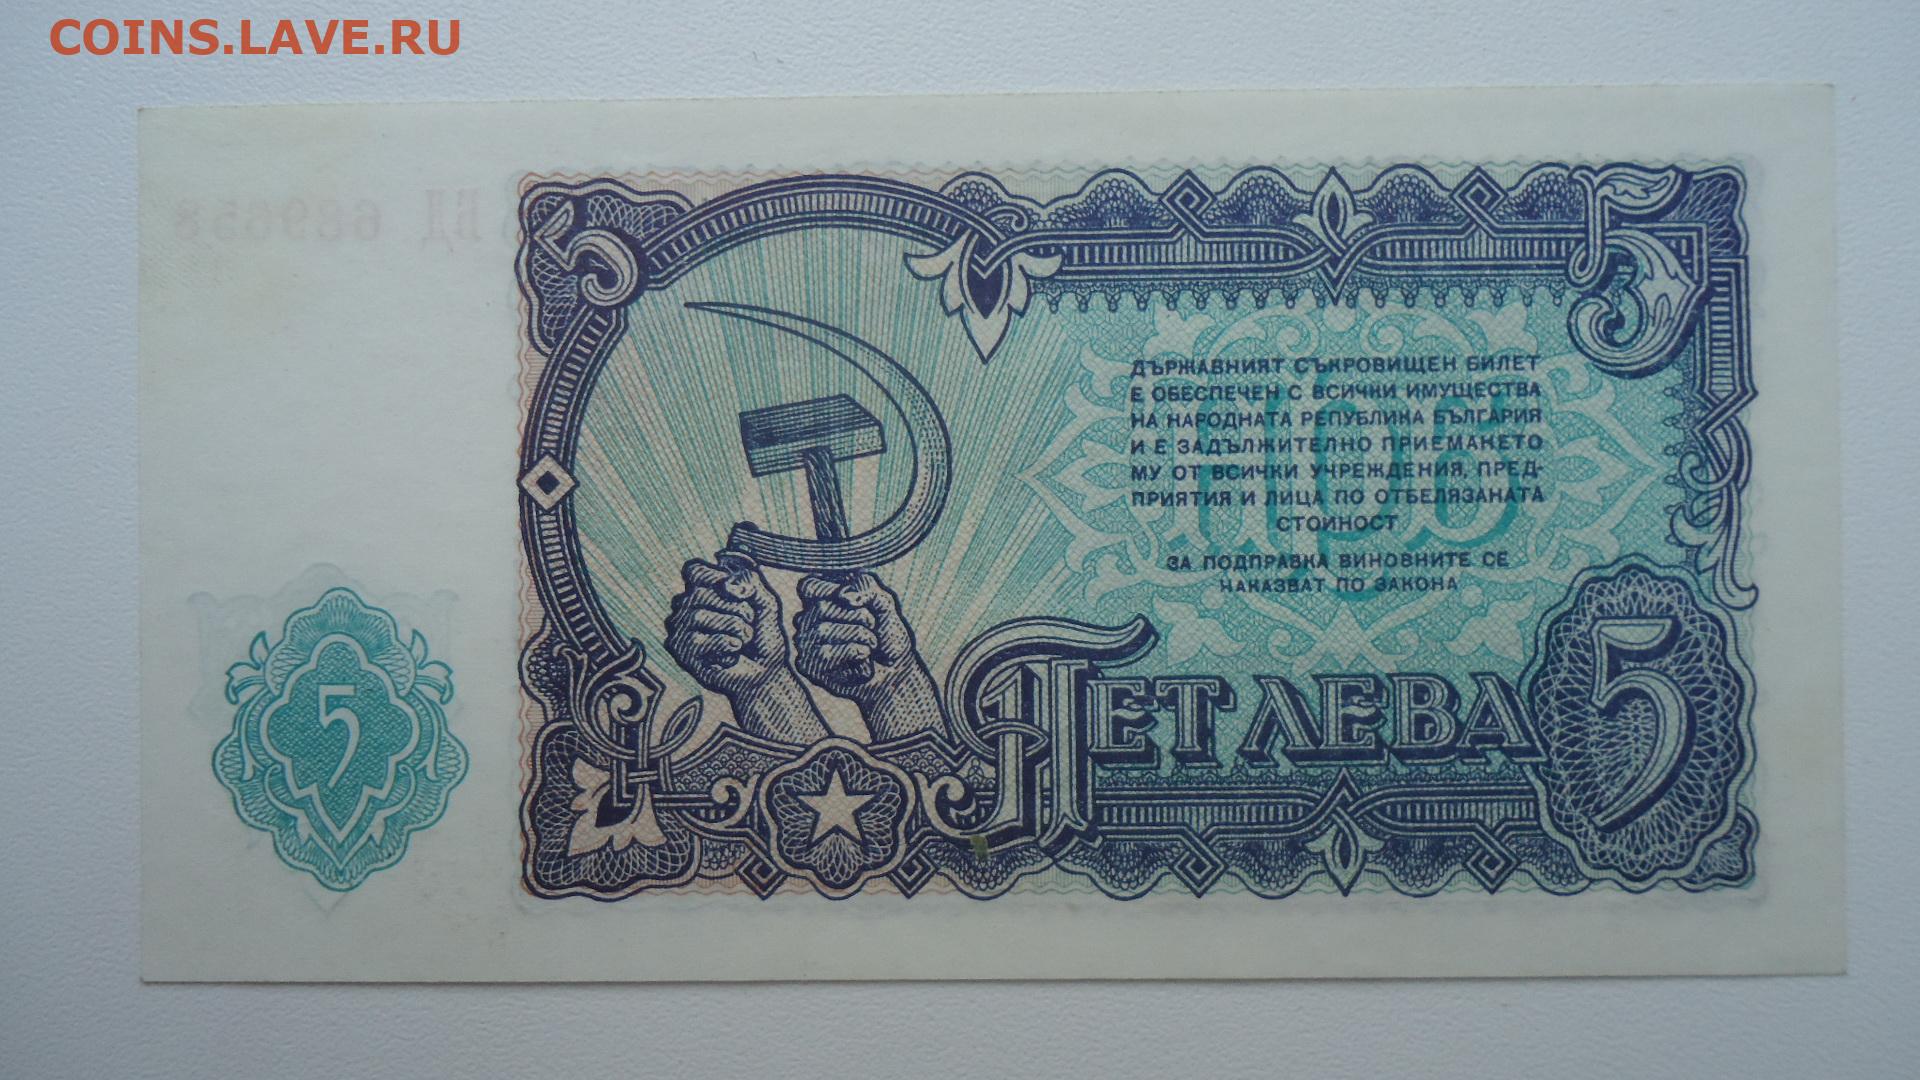 COINS.LAVE.RU
5
5
ДЪРЖАВНИЯТ СЪКРОВИЩЕН БИЛЕТ
Е ОБЕСПЕЧЕН С ВСИЧКИ ИМУЩЕСТВА
НА НАРОДНАТА РЕПУБЛИКА БЪЛГАРИЯ
И Е ЗАДЪЛЖИТЕЛНО ПРИЕМАНЕТО
МУ ОТ ВСИЧКИ УЧРЕЖДЕНИЯ, ПРЕД-
ПРИЯТИЯ И ЛИЦА ПО ОТБЕЛЯЗАНАТА
СТОЙНОСТ
ЗА ПОДПРАВКА ВИНОВНИТЕ СЕ
НАКАЗВАТ ПО ЗАКОНА
ПЕТ ЛЕВА
5
5